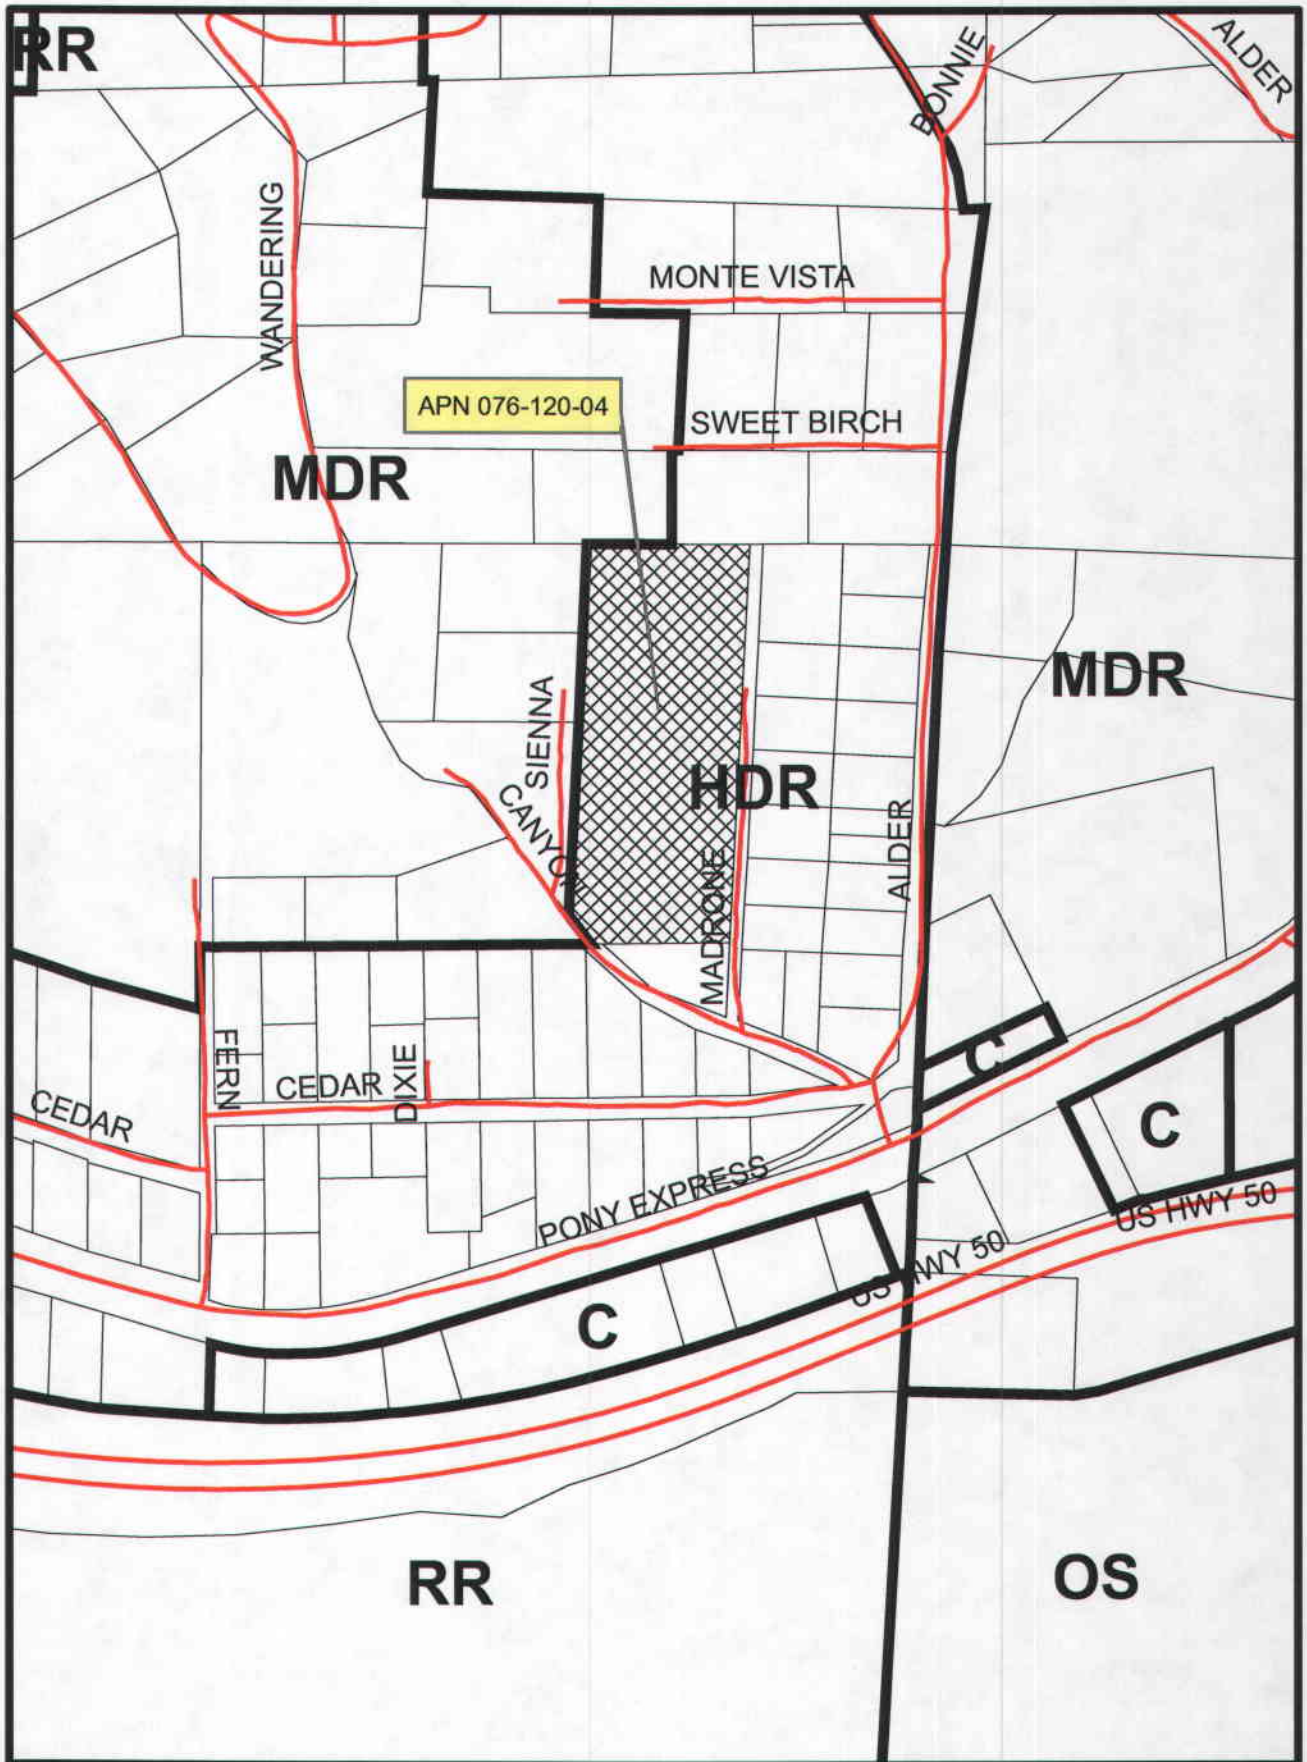 RR
BONNIE
ALDER
WANDERING
MONTE VISTA
APN 076-120-04
SWEET BIRCH
MDR
MDR
SIENNA
HDR
CANYON
ALDER
MADRONE
FERN
CEDAR
DIXIE
C
CEDAR
C
PONY EXPRESS
US HWY 50
US HWY 50
C
RR
OS